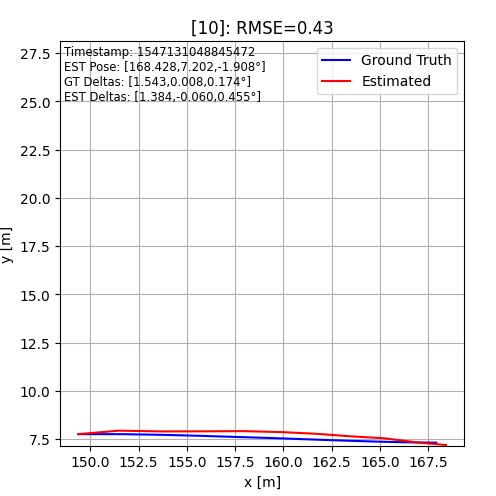 [10]: RMSE=0.43
Timestamp: 1547131048845472
EST Pose: [168.428,7.202,-1.908°]
GT Deltas: [1.543,0.008,0.174°]
EST Deltas: [1.384,-0.060,0.455°]
Ground Truth
Estimated
27.5
25.0
22.5
20.0
17.5
15.0
12.5
10.0
7.5
y [m]
150.0 152.5 155.0 157.5 160.0 162.5 165.0 167.5
x [m]